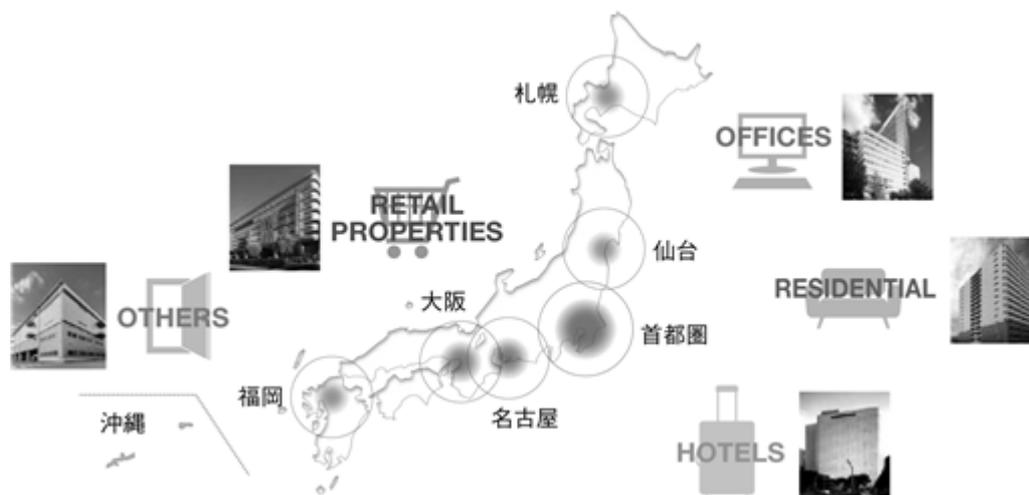 札幌
OFFICES
RETAIL
PROPERTIES
仙台
RESIDENTIAL
大阪
OTHERS
首都圏
福岡
名古屋
沖縄
HOTELS